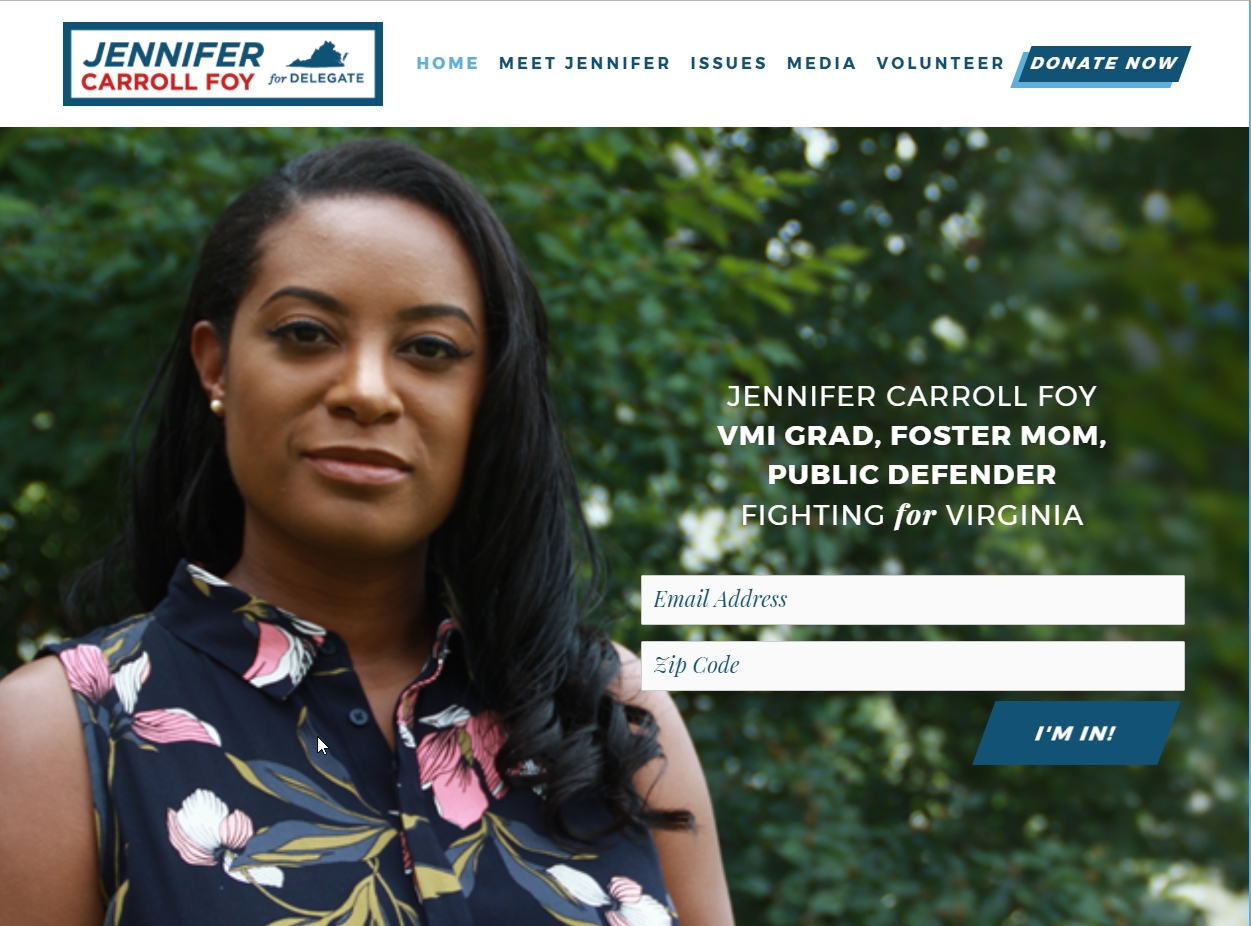 JENNIFER
CARROLL FOY for DELEGATE
HOME MEET JENNIFER ISSUES MEDIA VOLUNTEER DONATE NOW
JENNIFER CARROLL FOY
VMI GRAD, FOSTER MOM,
PUBLIC DEFENDER
FIGHTING for VIRGINIA
Email Address
Zip Code
I'M IN!